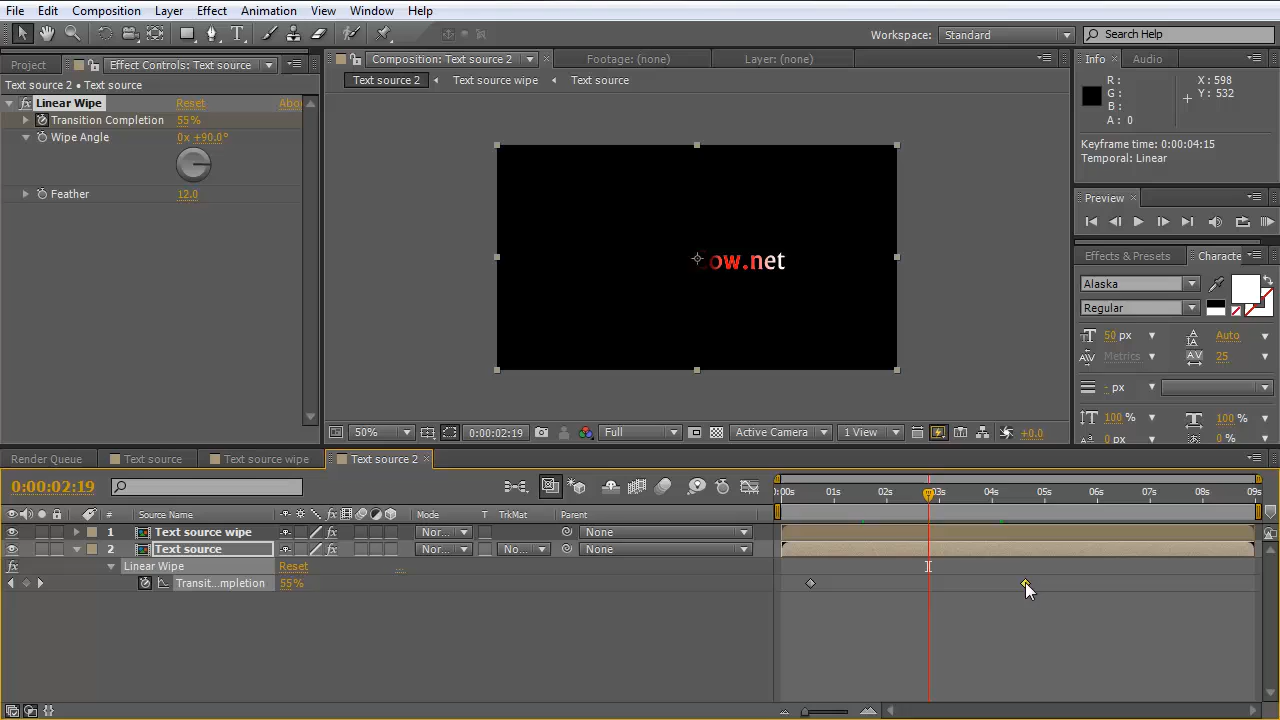 File Edit Composition Layer Effect Animation View Window Help
Workspace: Standard Search Help
Project Effect Controls: Text source
Composition: Text source 2 Footage: (none) Layer: (none)
Info Audio
Text source 2 • Text source
Text source 2 Text source wipe Text source
Linear Wipe Reset Abo
Transition Completion 55%
Wipe Angle 0x +90.0°
Feather 12.0
R: X: 598
G: Y: 532
B:
A: 0
Keyframe time: 0:00:04:15
Temporal: Linear
Preview
ow.net
Effects & Presets Characte
Alaska
Regular
50 px Auto
Metrics 25
- px
100 % 100 %
0 px 0 %
50% 0:00:02:19 Full Active Camera 1 View +0.0
Render Queue Text source Text source wipe Text source 2
0:00:02:19
:00s 01s 02s 03s 04s 05s 06s 07s 08s 09s
# Source Name Mode T TrkMat Parent
1 Text source wipe Nor... None
2 Text source Nor... No... None
Linear Wipe Reset ...
Transit...mpletion 55%